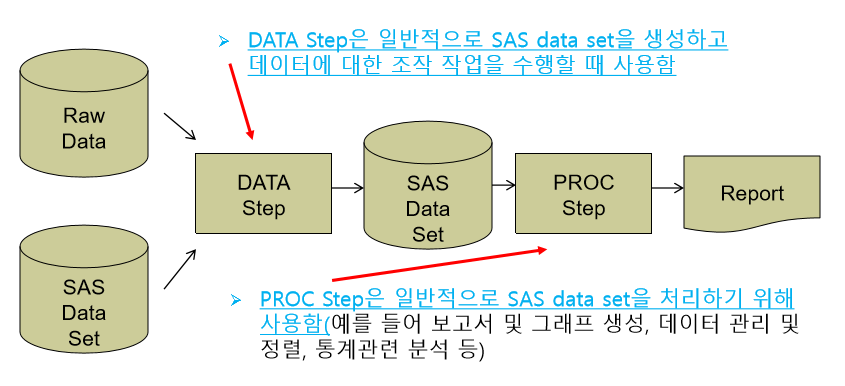 ➢ DATA Step은 일반적으로 SAS data set을 생성하고
데이터에 대한 조작 작업을 수행할 때 사용함
Raw
Data
DATA
Step
SAS
Data
Set
PROC
Step
Report
SAS
Data
Set
➢ PROC Step은 일반적으로 SAS data set을 처리하기 위해
사용함(예를 들어 보고서 및 그래프 생성, 데이터 관리 및
정렬, 통계관련 분석 등)